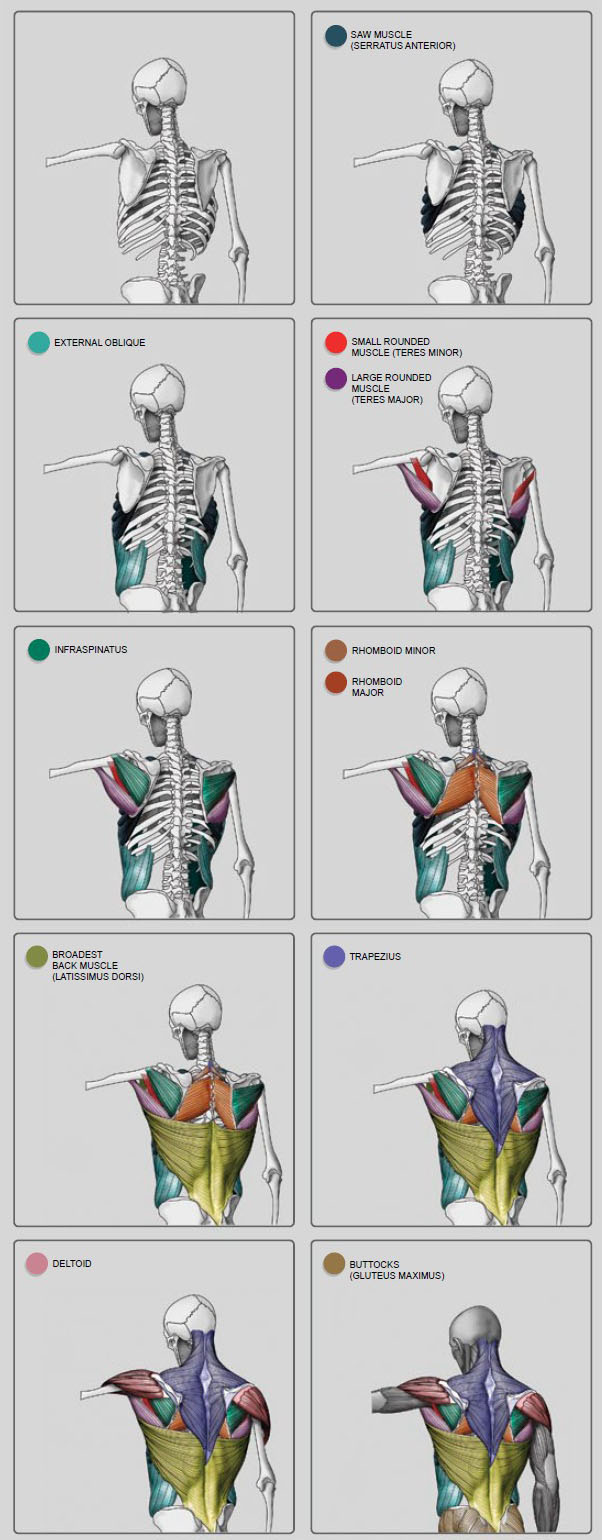 SAW MUSCLE
(SERRATUS ANTERIOR)
EXTERNAL OBLIQUE
SMALL ROUNDED
MUSCLE (TERES MINOR)
LARGE ROUNDED
MUSCLE
(TERES MAJOR)
INFRASPINATUS
RHOMBOID MINOR
RHOMBOID
MAJOR
BROADEST
BACK MUSCLE
(LATISSIMUS DORSI)
TRAPEZIUS
DELTOID
BUTTOCKS
(GLUTEUS MAXIMUS)